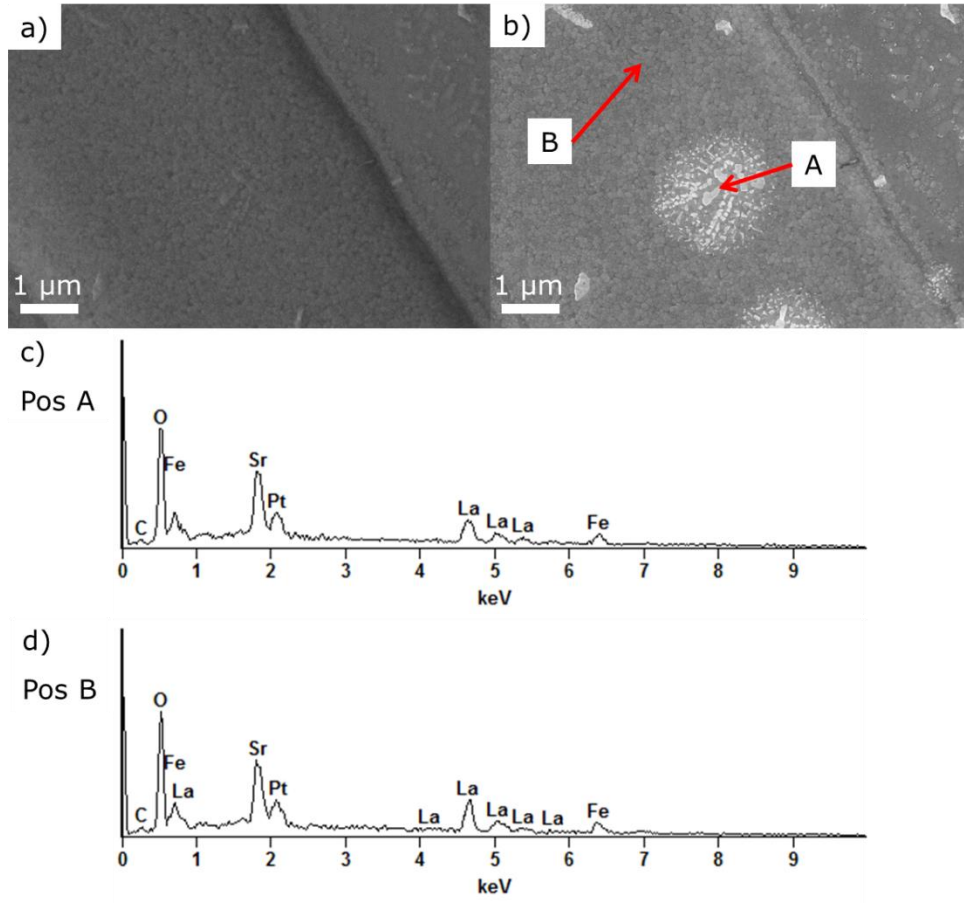 a)
b)
B
A
1 µm
1 µm
c)
Pos A
O
Fe
Sr
Pt
C
La
La
La
Fe
0 1 2 3 4 5 6 7 8 9
keV
d)
Pos B
O
Fe
La
Sr
Pt
C
La
La
La
La
La
Fe
0 1 2 3 4 5 6 7 8 9
keV